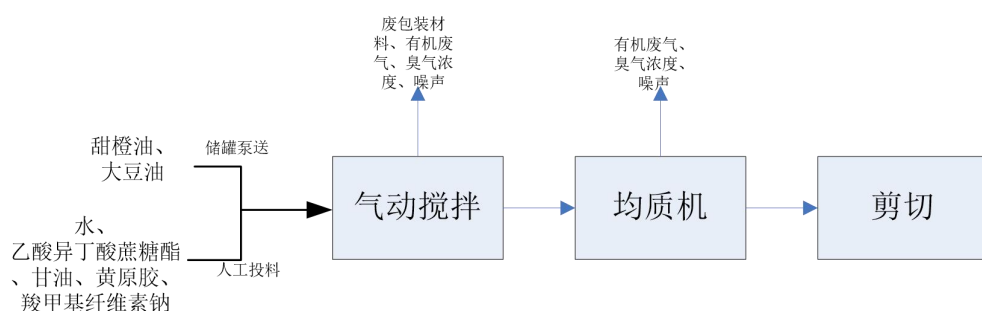 废包装材
料、有机废
气、臭气浓
度、噪声
有机废气、
臭气浓度、
噪声
甜橙油、
大豆油
储罐泵送
气动搅拌
均质机
剪切
水、
乙酸异丁酸蔗糖酯
、甘油、黄原胶、
羧甲基纤维素钠
人工投料